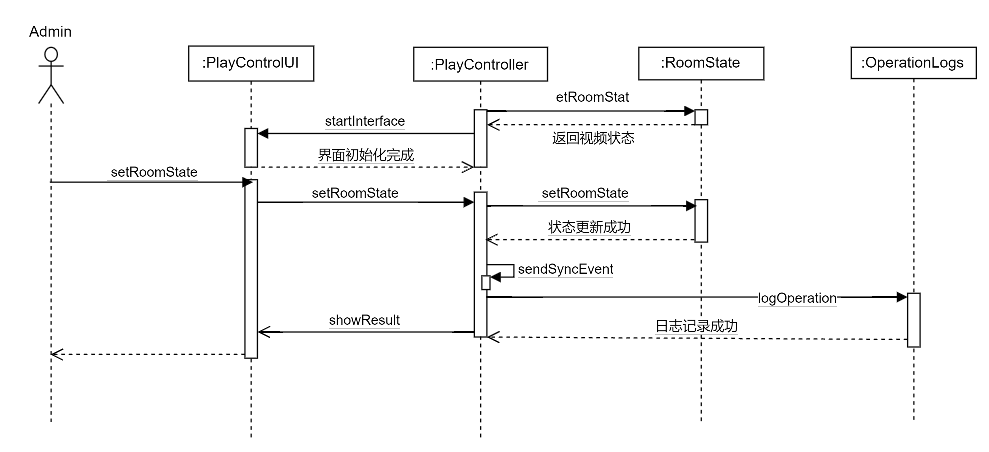 Admin
:PlayControlUI
:PlayController
:RoomState
:OperationLogs
etRoomStat
startInterface
返回视频状态
界面初始化完成
setRoomState
setRoomState
setRoomState
状态更新成功
sendSyncEvent
logOperation
showResult
日志记录成功